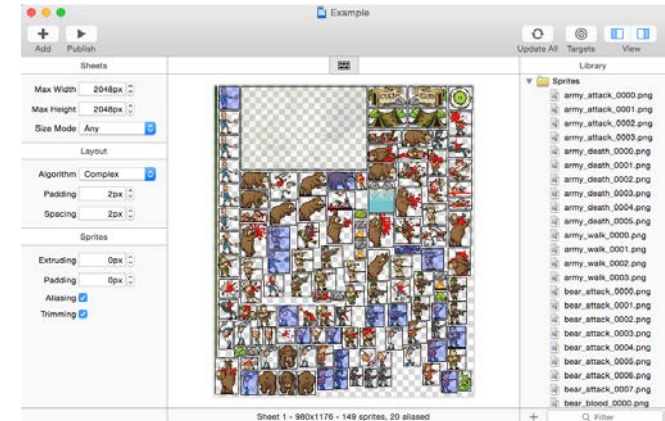 Example
Add
Publish
Update All
Targets
View
Sheets
Max Width 2048px
Max Height 2048px
Size Mode Any
Layout
Algorithm Complex
Padding 2px
Spacing 2px
Sprites
Extruding 0px
Padding 0px
Aliasing
Trimming
Sheet 1 - 980x1176 - 149 sprites, 20 aliased
Library
Sprites
army_attack_0000.png
army_attack_0001.png
army_attack_0002.png
army_attack_0003.png
army_death_0000.png
army_death_0001.png
army_death_0002.png
army_death_0003.png
army_death_0004.png
army_death_0005.png
army_walk_0000.png
army_walk_0001.png
army_walk_0002.png
army_walk_0003.png
bear_attack_0000.png
bear_attack_0001.png
bear_attack_0002.png
bear_attack_0003.png
bear_attack_0004.png
bear_attack_0005.png
bear_attack_0006.png
bear_attack_0007.png
bear_blood_0000.png
Filter